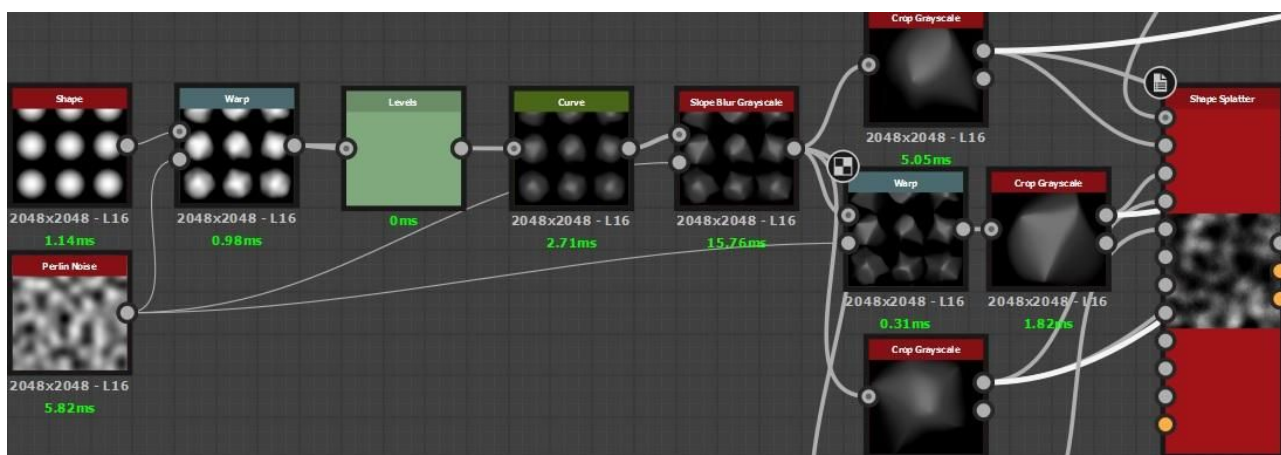 Shape
2048x2048 - L16
1.14ms
Perlin Noise
2048x2048 - L16
5.82ms
Warp
2048x2048 - L16
0.98ms
Levels
0ms
Curve
2048x2048 - L16
2.71ms
Slope Blur Grayscale
2048x2048 - L16
15.76ms
Crop Grayscale
2048x2048 - L16
5.05ms
Warp
2048x2048 - L16
0.31ms
Crop Grayscale
2048x2048 - L16
1.82ms
Crop Grayscale
Shape Splatter